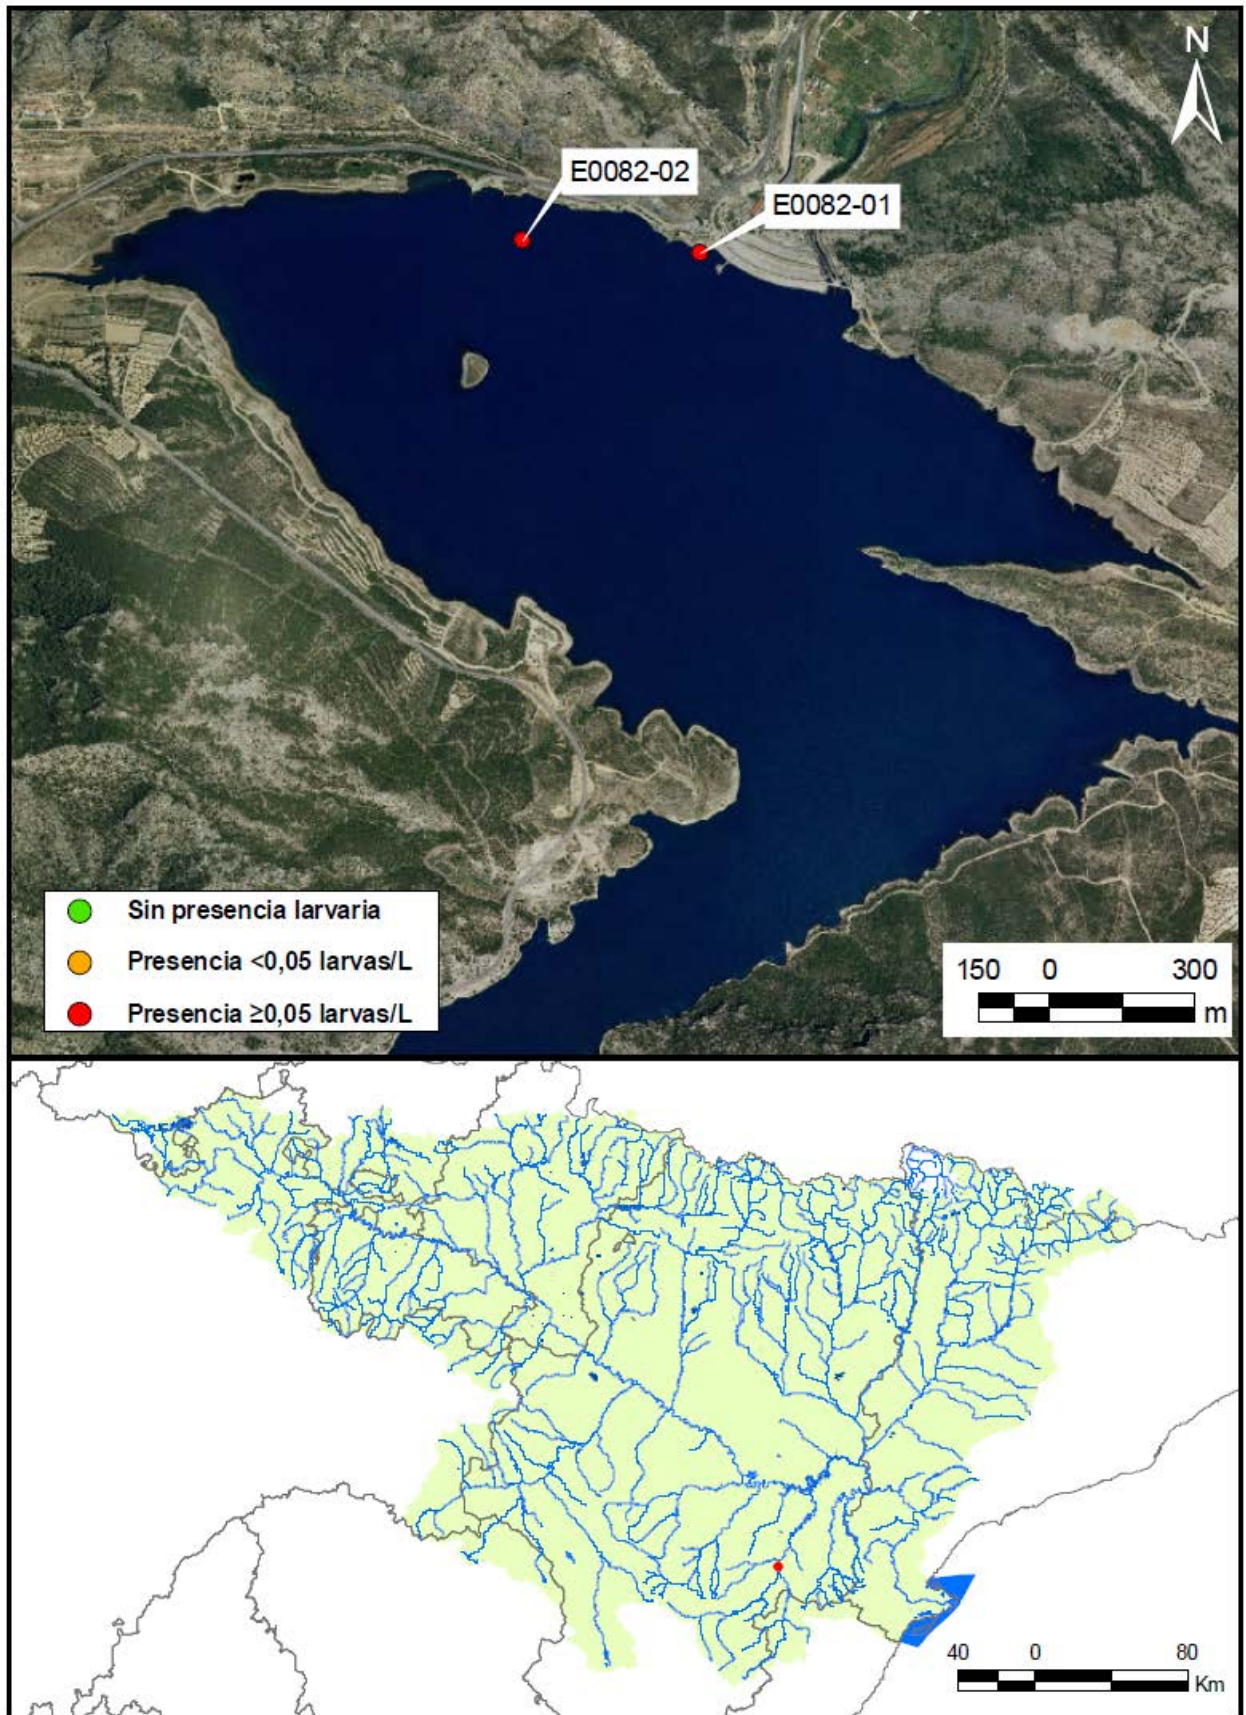 N
E0082-02
E0082-01
Sin presencia larvaria
Presencia <0,05 larvas/L
Presencia ≥0,05 larvas/L
150 0 300
m
40 0 80
Km